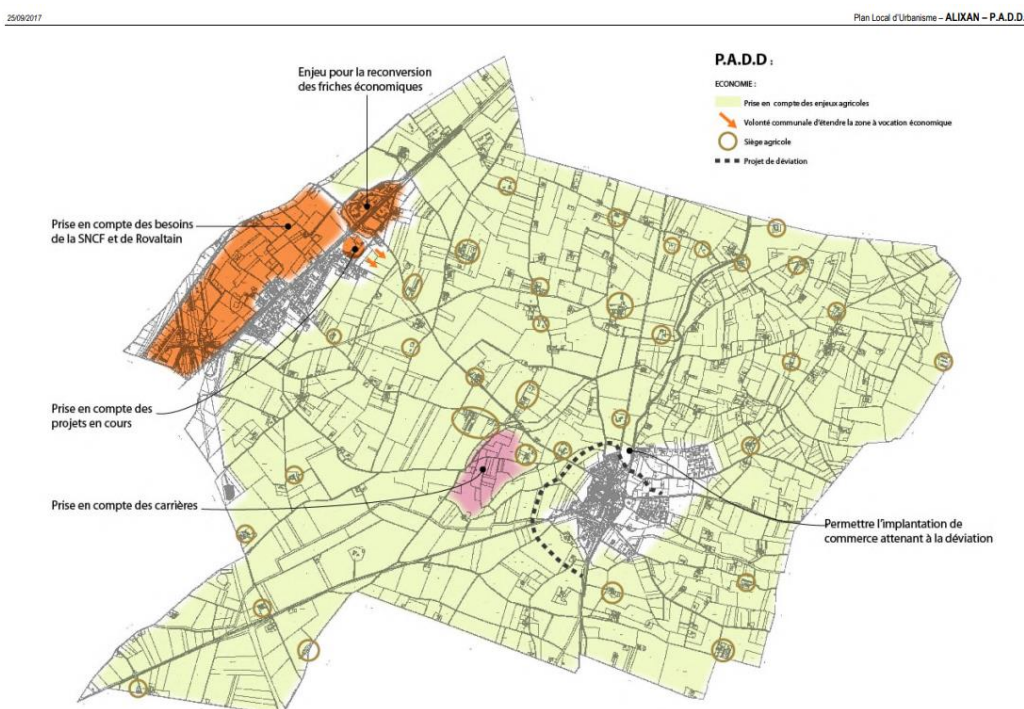 25/09/2017
Plan Local d'Urbanisme – ALIXAN – P.A.D.D.
P.A.D.D :
ECONOMIE :
Prise en compte des enjeux agricoles
Volonté communale d'étendre la zone à vocation économique
Siège agricole
Projet de déviation
Enjeu pour la reconversion
des friches économiques
Prise en compte des besoins
de la SNCF et de Rovaltain
Prise en compte des
projets en cours
Prise en compte des carrières
Permettre l'implantation de
commerce attenant à la déviation